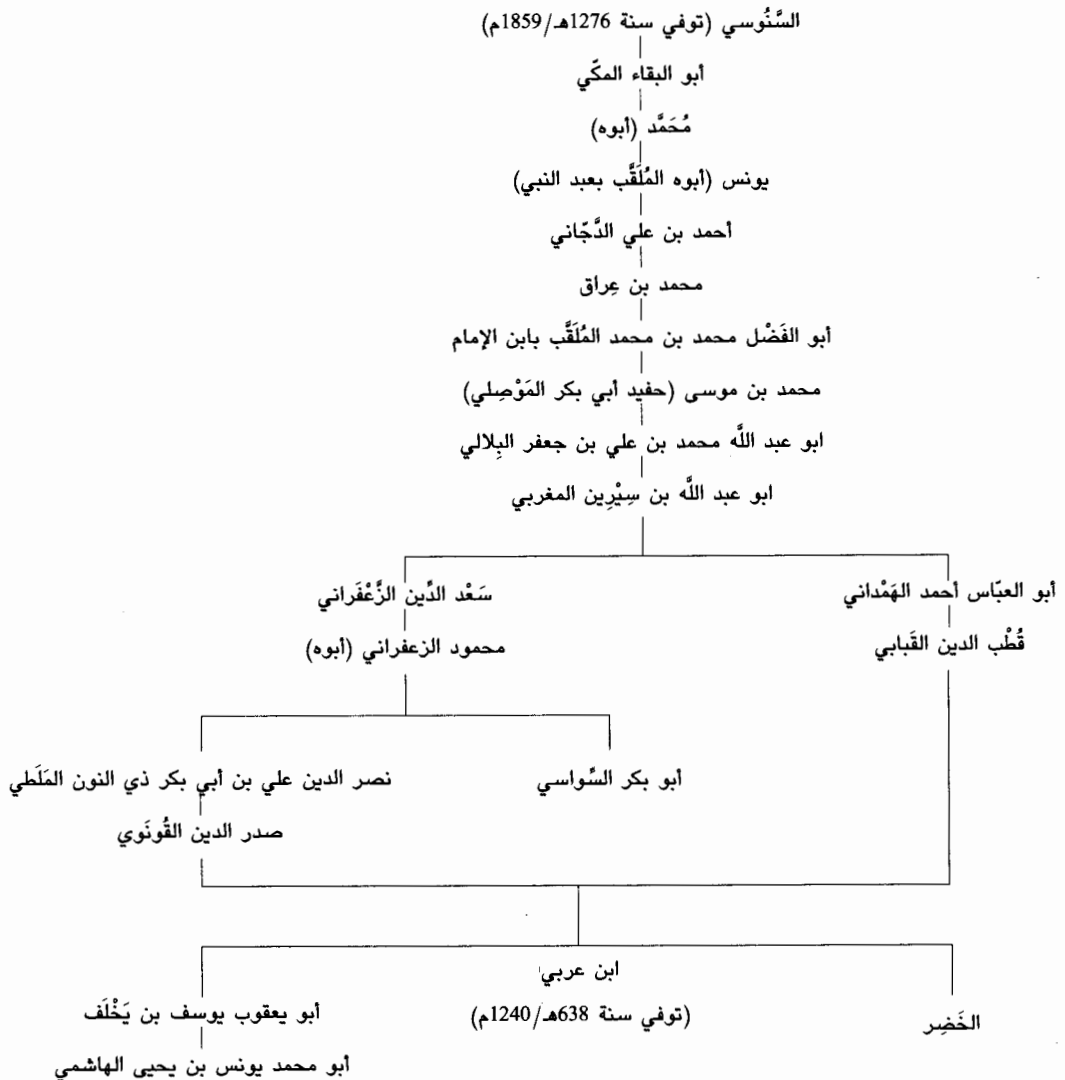 السَّنُوسي (توفي سنة 1276هـ/1859م)
أبو البقاء المكّي
مُحَمَّد (أبوه)
يونس (أبوه المُلَقَّب بعبد النبي)
أحمد بن علي الدَّجّاني
محمد بن عِراق
أبو الفَضْل محمد بن محمد المُلَقَّب بابن الإمام
محمد بن موسى (حفيد أبي بكر المَوْصِلي)
ابو عبد اللَّه محمد بن علي بن جعفر البِلالي
ابو عبد اللَّه بن سِيْرِين المغربي
أبو العبّاس أحمد الهَمْداني
سَعْد الدِّين الزَّعْفَراني
قُطْب الدين القَبابي
محمود الزعفراني (أبوه)
أبو بكر السِّواسي
نصر الدين علي بن أبي بكر ذي النون المَلَطي
صدر الدين القُونَوي
ابن عربي
الخَضِر
(توفي سنة 638هـ/1240م)
أبو يعقوب يوسف بن يَخْلَف
أبو محمد يونس بن يحيى الهاشمي